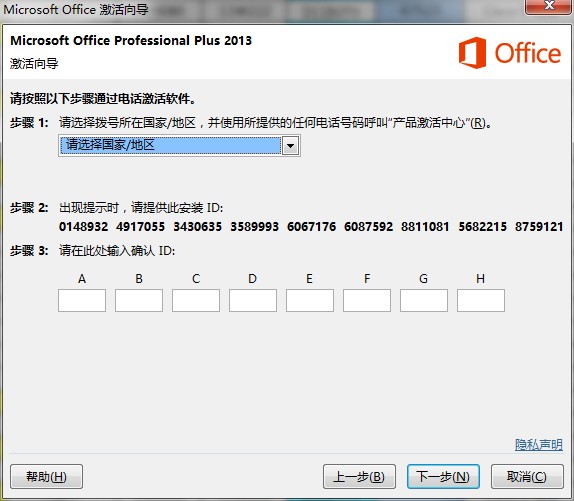 Microsoft Office 激活向导
Microsoft Office Professional Plus 2013
激活向导
Office
请按照以下步骤通过电话激活软件。
步骤 1: 请选择拨号所在国家/地区，并使用所提供的任何电话号码呼叫“产品激活中心”(R)。
请选择国家/地区
步骤 2: 出现提示时，请提供此安装 ID:
0148932 4917055 3430635 3589993 6067176 6087592 8811081 5682215 8759121
步骤 3: 请在此处输入确认 ID:
A B C D E F G H
隐私声明
帮助(H) 上一步(B) 下一步(N) 取消(C)